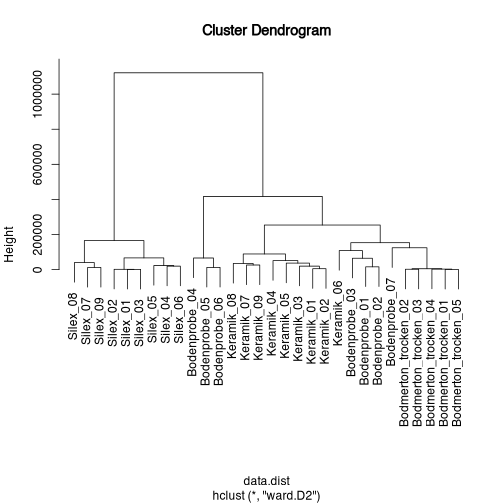 Cluster Dendrogram
Height
1000000
600000
200000
0
Silex_08
Silex_07
Silex_09
Silex_02
Silex_01
Silex_03
Silex_05
Silex_04
Silex_06
Bodenprobe_04
Bodenprobe_05
Bodenprobe_06
Keramik_08
Keramik_07
Keramik_09
Keramik_04
Keramik_05
Keramik_03
Keramik_01
Keramik_02
Keramik_06
Bodenprobe_03
Bodenprobe_01
Bodenprobe_02
Bodenprobe_07
Bodmerton_trocken_02
Bodmerton_trocken_03
Bodmerton_trocken_04
Bodmerton_trocken_01
Bodmerton_trocken_05
data.dist
hclust (*, "ward.D2")